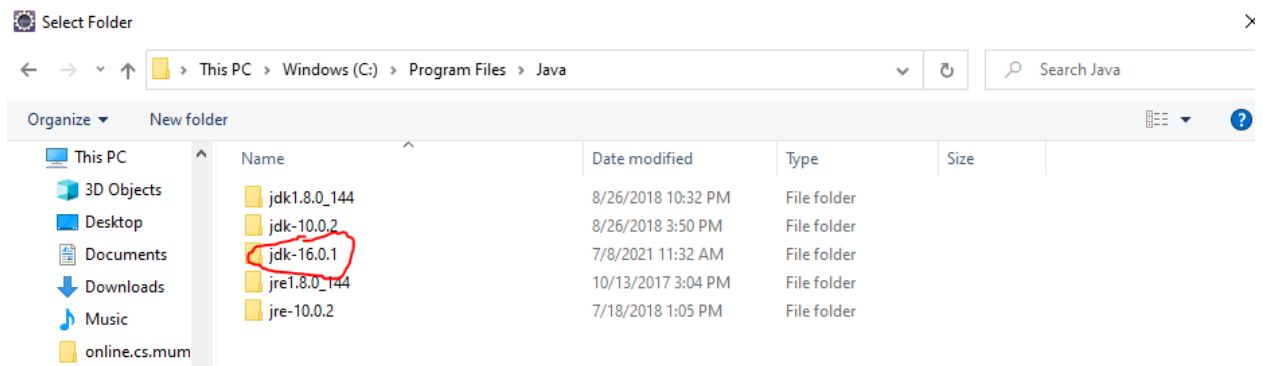 Select Folder
This PC > Windows (C:) > Program Files > Java
Search Java
Organize
New folder
?
Name Date modified Type Size
This PC
3D Objects
Desktop
Documents
Downloads
Music
online.cs.mum
jdk1.8.0_144 8/26/2018 10:32 PM File folder
jdk-10.0.2 8/26/2018 3:50 PM File folder
jdk-16.0.1 7/8/2021 11:32 AM File folder
jre1.8.0_144 10/13/2017 3:04 PM File folder
jre-10.0.2 7/18/2018 1:05 PM File folder